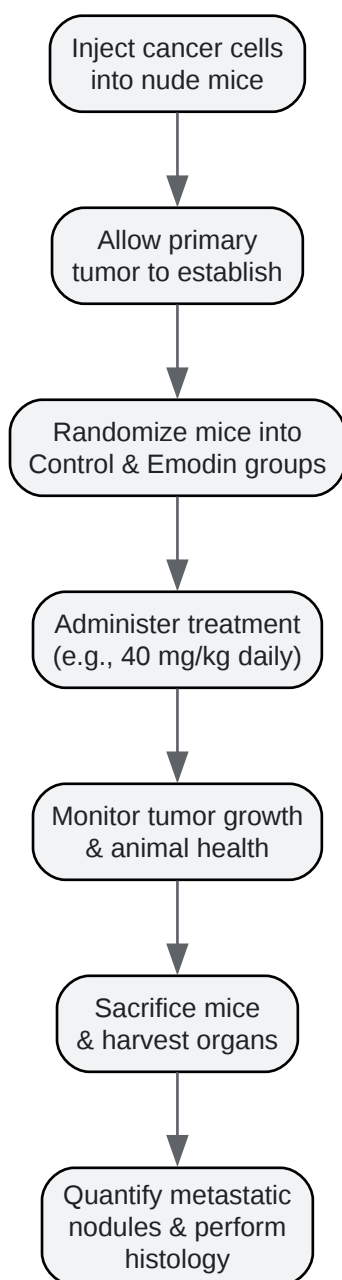 Inject cancer cells
into nude mice
Allow primary
tumor to establish
Randomize mice into
Control & Emodin groups
Administer treatment
(e.g., 40 mg/kg daily)
Monitor tumor growth
& animal health
Sacrifice mice
& harvest organs
Quantify metastatic
nodules & perform
histology